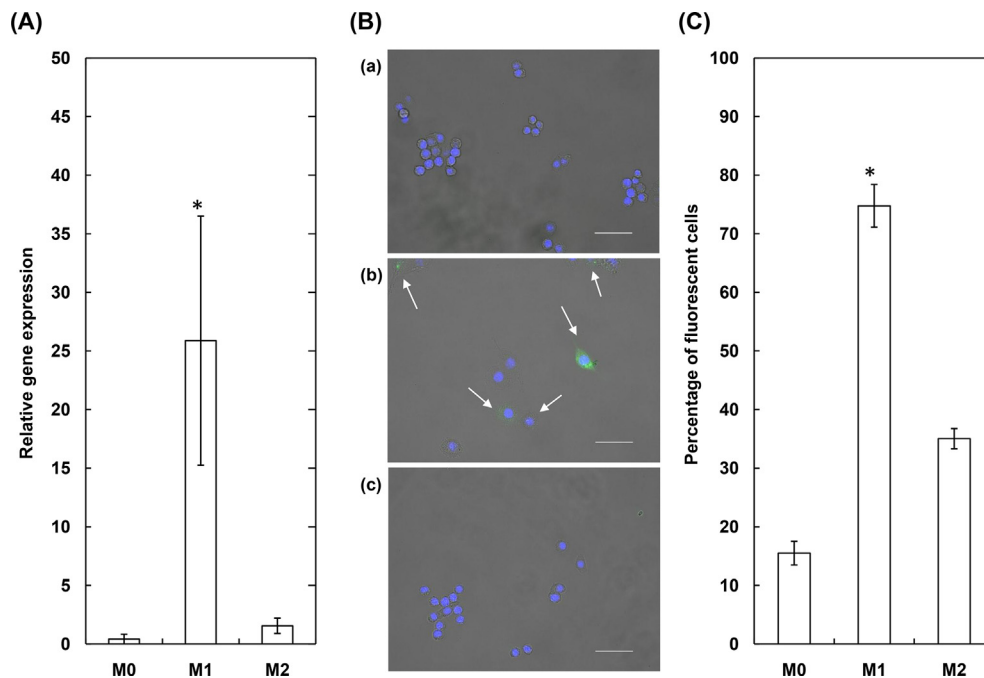 (A)
Relative gene expression
50
45
40
35
30
25
20
15
10
5
0
*
M0 M1 M2
(B)
(a)
(b)
(c)
(C)
Percentage of fluorescent cells
100
90
80
70
60
50
40
30
20
10
0
*
M0 M1 M2